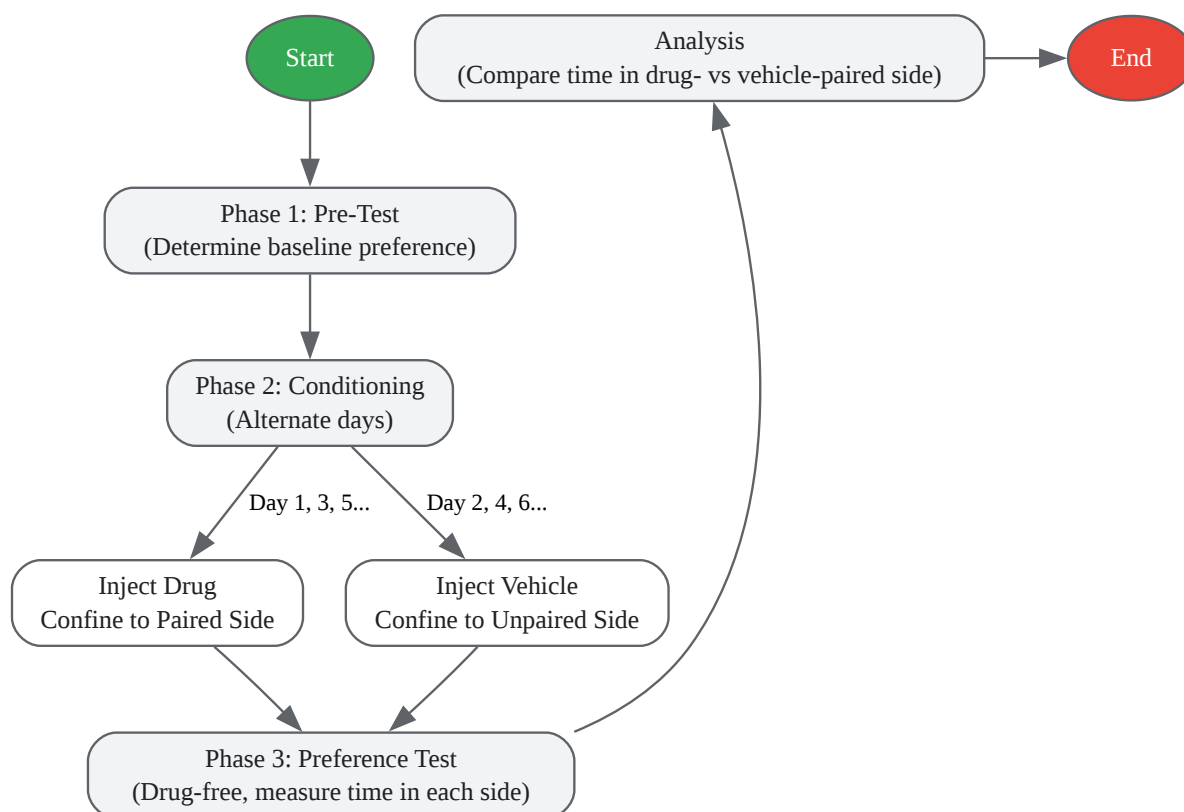 Start
Analysis
(Compare time in drug- vs vehicle-paired side)
End
Phase 1: Pre-Test
(Determine baseline preference)
Phase 2: Conditioning
(Alternate days)
Day 1, 3, 5...
Day 2, 4, 6...
Inject Drug
Confine to Paired Side
Inject Vehicle
Confine to Unpaired Side
Phase 3: Preference Test
(Drug-free, measure time in each side)